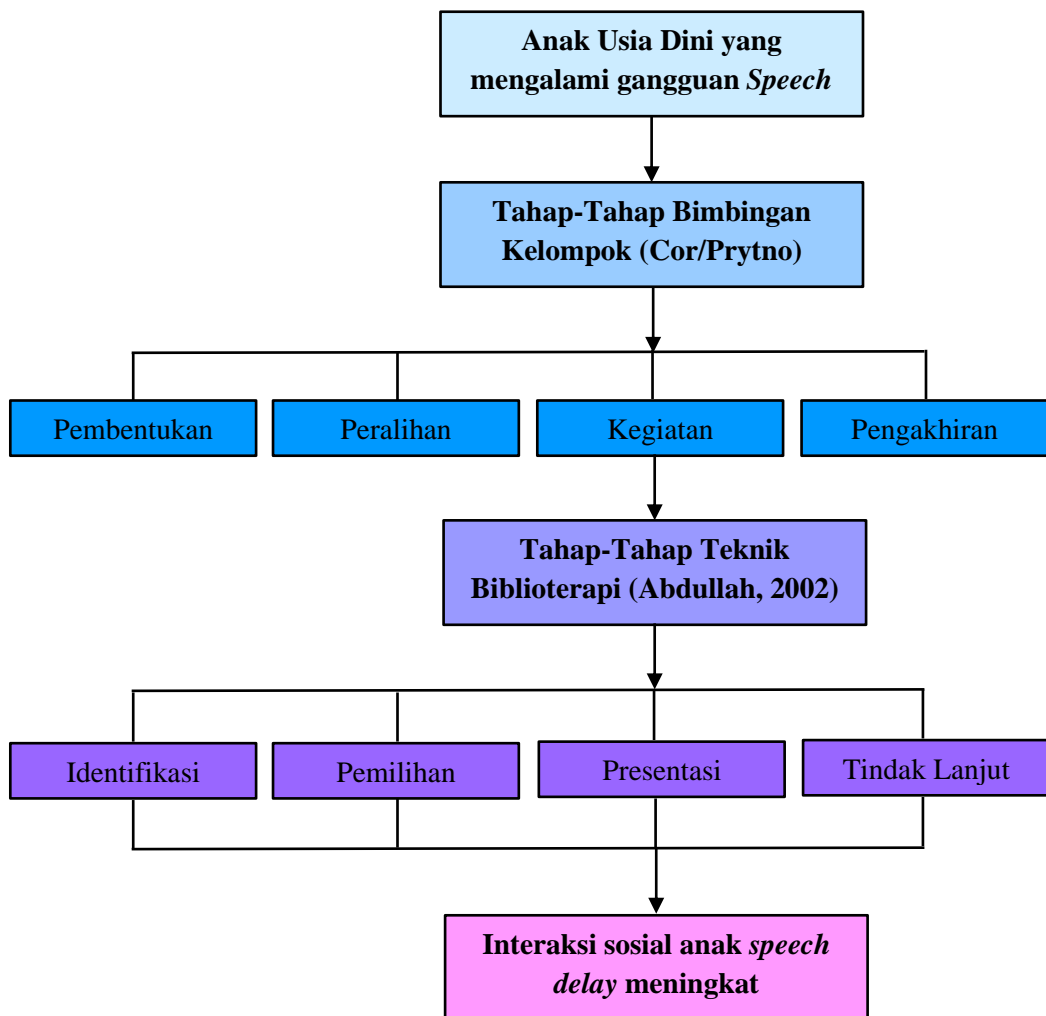 Anak Usia Dini yang
mengalami gangguan Speech
Tahap-Tahap Bimbingan
Kelompok (Cor/Prytno)
Pembentukan
Peralihan
Kegiatan
Pengakhiran
Tahap-Tahap Teknik
Biblioterapi (Abdullah, 2002)
Identifikasi
Pemilihan
Presentasi
Tindak Lanjut
Interaksi sosial anak speech
delay meningkat